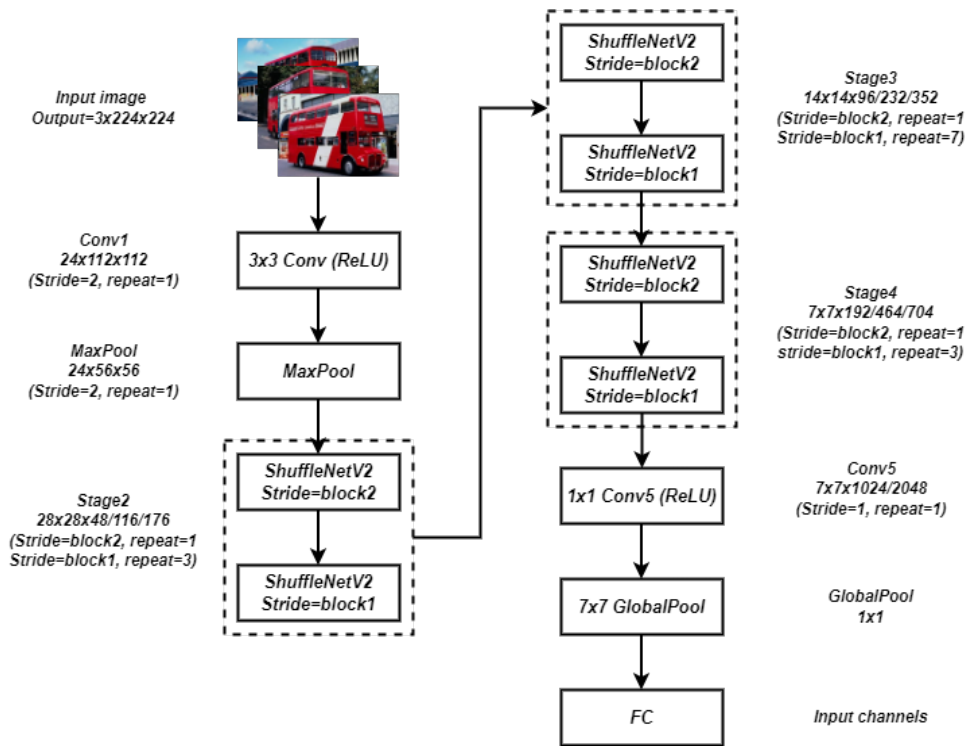 Input image
Output=3x224x224
Conv1
24x112x112
(Stride=2, repeat=1)
3x3 Conv (ReLU)
MaxPool
24x56x56
(Stride=2, repeat=1)
MaxPool
Stage2
28x28x48/116/176
(Stride=block2, repeat=1
Stride=block1, repeat=3)
ShuffleNetV2
Stride=block2
ShuffleNetV2
Stride=block1
ShuffleNetV2
Stride=block2
ShuffleNetV2
Stride=block1
Stage3
14x14x96/232/352
(Stride=block2, repeat=1
Stride=block1, repeat=7)
ShuffleNetV2
Stride=block2
ShuffleNetV2
Stride=block1
Stage4
7x7x192/464/704
(Stride=block2, repeat=1
stride=block1, repeat=3)
1x1 Conv5 (ReLU)
Conv5
7x7x1024/2048
(Stride=1, repeat=1)
7x7 GlobalPool
GlobalPool
1x1
FC
Input channels